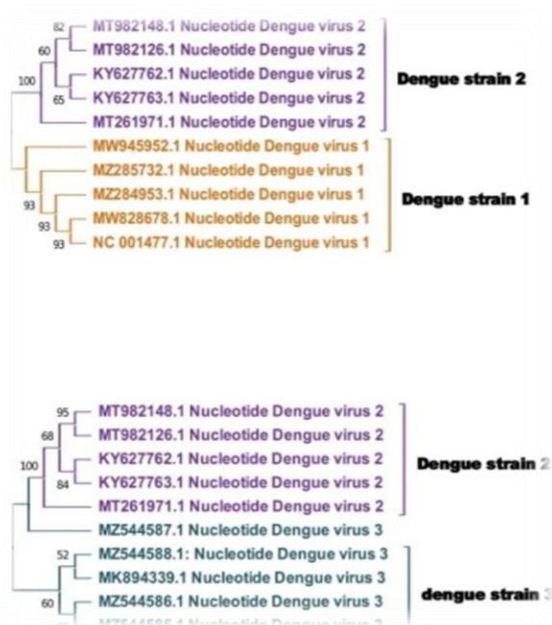 82
MT982148.1 Nucleotide Dengue virus 2
60
MT982126.1 Nucleotide Dengue virus 2
KY627762.1 Nucleotide Dengue virus 2
100
Dengue strain 2
65
KY627763.1 Nucleotide Dengue virus 2
MT261971.1 Nucleotide Dengue virus 2
MW945952.1 Nucleotide Dengue virus 1
MZ285732.1 Nucleotide Dengue virus 1
MZ284953.1 Nucleotide Dengue virus 1
Dengue strain 1
93
MW828678.1 Nucleotide Dengue virus 1
93
NC 001477.1 Nucleotide Dengue virus 1
93
95
MT982148.1 Nucleotide Dengue virus 2
68
MT982126.1 Nucleotide Dengue virus 2
KY627762.1 Nucleotide Dengue virus 2
100
Dengue strain 2
84
KY627763.1 Nucleotide Dengue virus 2
MT261971.1 Nucleotide Dengue virus 2
MZ544587.1 Nucleotide Dengue virus 3
52
MZ544588.1: Nucleotide Dengue virus 3
MK894339.1 Nucleotide Dengue virus 3
dengue strain 3
60
MZ544586.1 Nucleotide Dengue virus 3